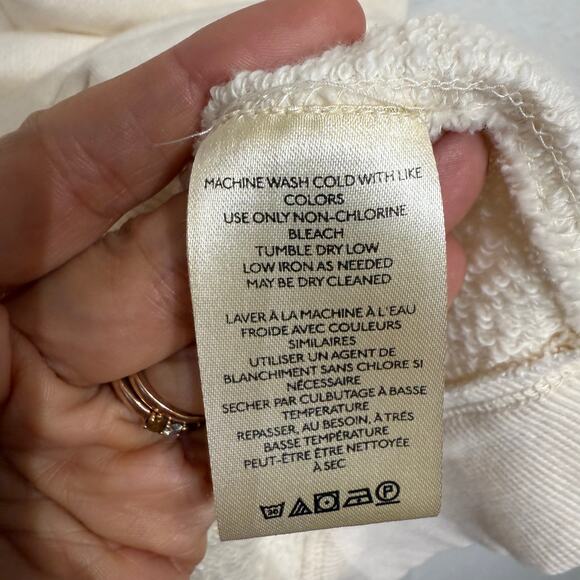 MACHINE WASH COLD WITH LIKE
COLORS
USE ONLY NON-CHLORINE
BLEACH
TUMBLE DRY LOW
LOW IRON AS NEEDED
MAY BE DRY CLEANED
LAVER À LA MACHINE À L'EAU
FROIDE AVEC COULEURS
SIMILAIRES
UTILISER UN AGENT DE
BLANCHIMENT SANS CHLORE SI
NÉCESSAIRE
SECHER PAR CULBUTAGE À BASSE
TEMPERATURE
REPASSER, AU BESOIN, À TRÉS
BASSE TEMPÉRATURE
PEUT-ÊTRE ÊTRE NETTOYÉE
À SEC
30 P